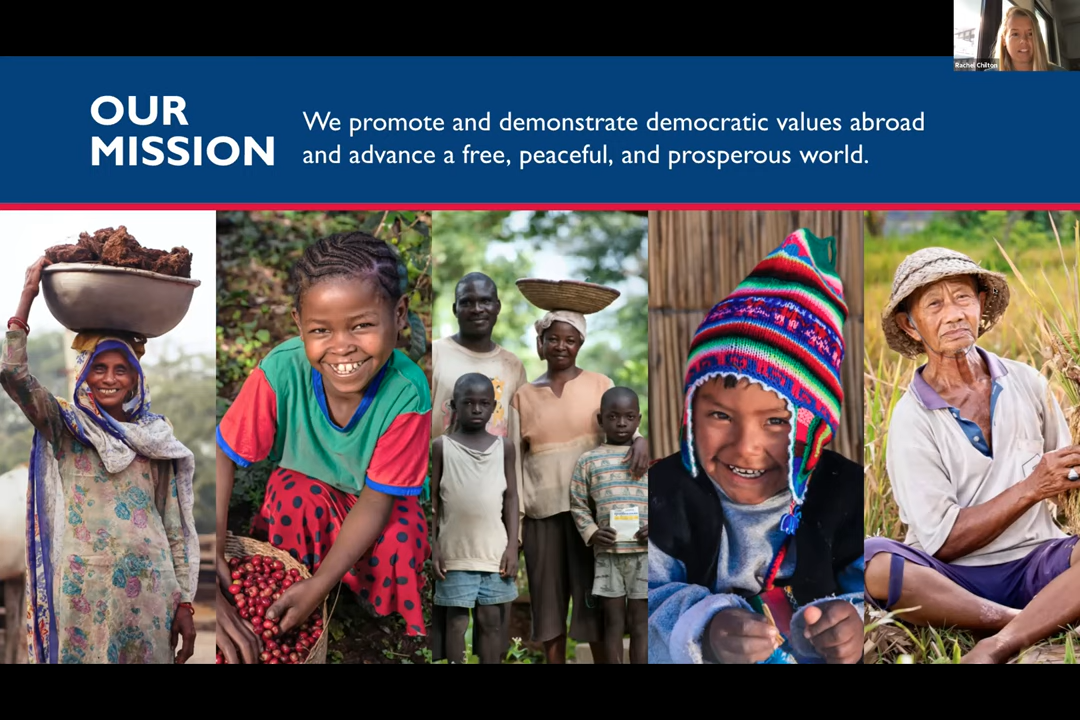 Rachel Chilton
OUR
MISSION
We promote and demonstrate democratic values abroad
and advance a free, peaceful, and prosperous world.